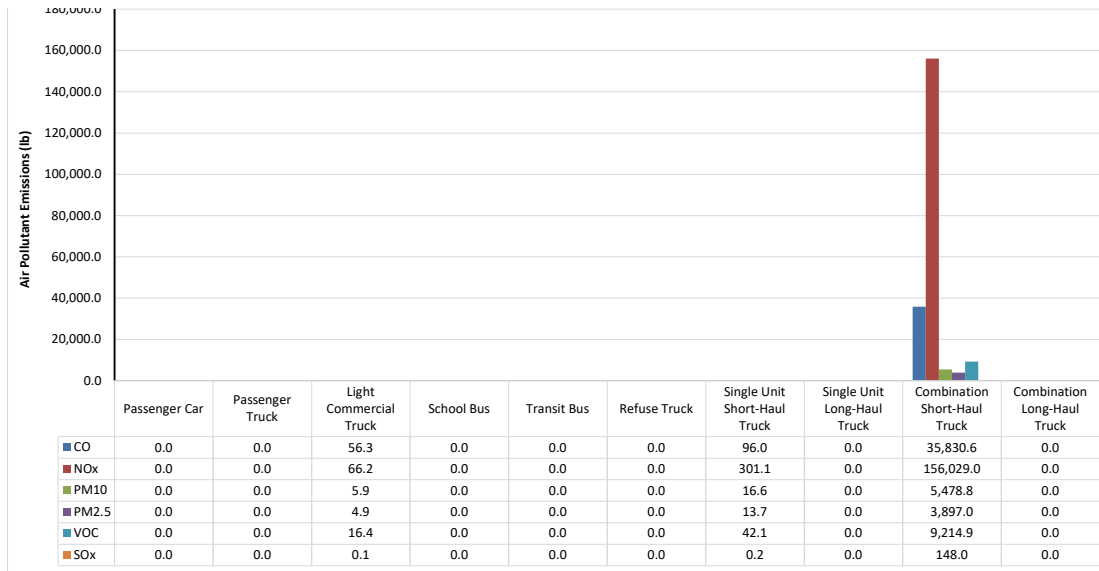 180,000.0
160,000.0
140,000.0
120,000.0
100,000.0
80,000.0
60,000.0
40,000.0
20,000.0
0.0
Air Pollutant Emissions (lb)
Passenger Car
Passenger
Truck
Light
Commercial
Truck
School Bus
Transit Bus
Refuse Truck
Single Unit
Short-Haul
Truck
Single Unit
Long-Haul
Truck
Combination
Short-Haul
Truck
Combination
Long-Haul
Truck
CO 0.0 0.0 56.3 0.0 0.0 0.0 96.0 0.0 35,830.6 0.0
NOx 0.0 0.0 66.2 0.0 0.0 0.0 301.1 0.0 156,029.0 0.0
PM10 0.0 0.0 5.9 0.0 0.0 0.0 16.6 0.0 5,478.8 0.0
PM2.5 0.0 0.0 4.9 0.0 0.0 0.0 13.7 0.0 3,897.0 0.0
VOC 0.0 0.0 16.4 0.0 0.0 0.0 42.1 0.0 9,214.9 0.0
SOx 0.0 0.0 0.1 0.0 0.0 0.0 0.2 0.0 148.0 0.0